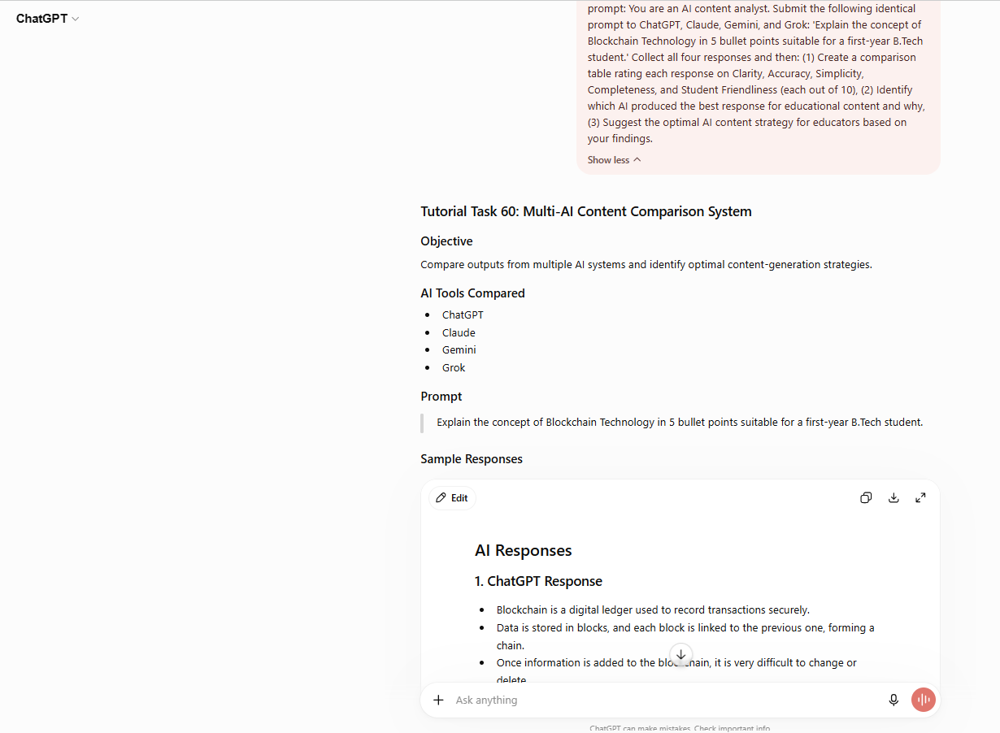 ChatGPT
prompt: You are an AI content analyst. Submit the following identical
prompt to ChatGPT, Claude, Gemini, and Grok: 'Explain the concept of
Blockchain Technology in 5 bullet points suitable for a first-year B.Tech
student.' Collect all four responses and then: (1) Create a comparison
table rating each response on Clarity, Accuracy, Simplicity,
Completeness, and Student Friendliness (each out of 10), (2) Identify
which AI produced the best response for educational content and why,
(3) Suggest the optimal AI content strategy for educators based on
your findings.
Show less
Tutorial Task 60: Multi-AI Content Comparison System
Objective
Compare outputs from multiple AI systems and identify optimal content-generation strategies.
AI Tools Compared
• ChatGPT
• Claude
• Gemini
• Grok
Prompt
Explain the concept of Blockchain Technology in 5 bullet points suitable for a first-year B.Tech student.
Sample Responses
Edit
AI Responses
1. ChatGPT Response
• Blockchain is a digital ledger used to record transactions securely.
• Data is stored in blocks, and each block is linked to the previous one, forming a
chain.
• Once information is added to the blockchain, it is very difficult to change or
delete
Ask anything
ChatGPT can make mistakes. Check important info.